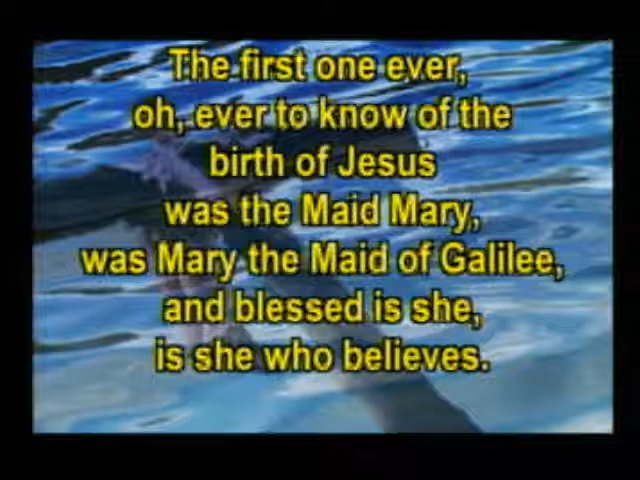 The first one ever,
oh, ever to know of the
birth of Jesus
was the Maid Mary,
was Mary the Maid of Galilee,
and blessed is she,
is she who believes.